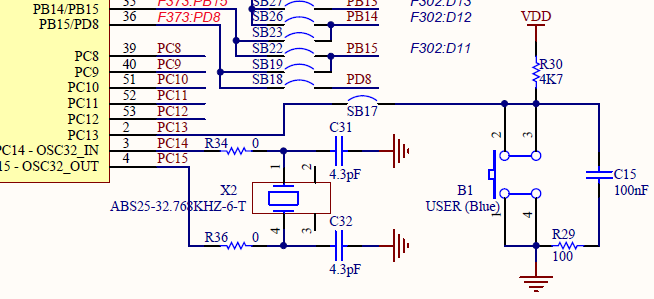 PB14/PB15 35 F373:PB15 SB27 PB13 F302:D13
PB15/PD8 36 F373:PD8 SB26 PB14 F302:D12
SB23
PC8 39 PC8 SB22 PB15 F302:D11
PC9 40 PC9 SB19
PC10 51 PC10 SB18 PD8
PC11 52 PC11
PC12 53 PC12 SB17
PC13 2 PC13
PC14 - OSC32_IN 3 PC14 R34 0 C31
15 - OSC32_OUT 4 PC15 4.3pF
1 2
X2
ABS25-32.768KHZ-6-T
4 3
R36 0 C32
4.3pF
VDD
R30
4K7
2 3
B1
USER (Blue)
1 4
C15
100nF
R29
100